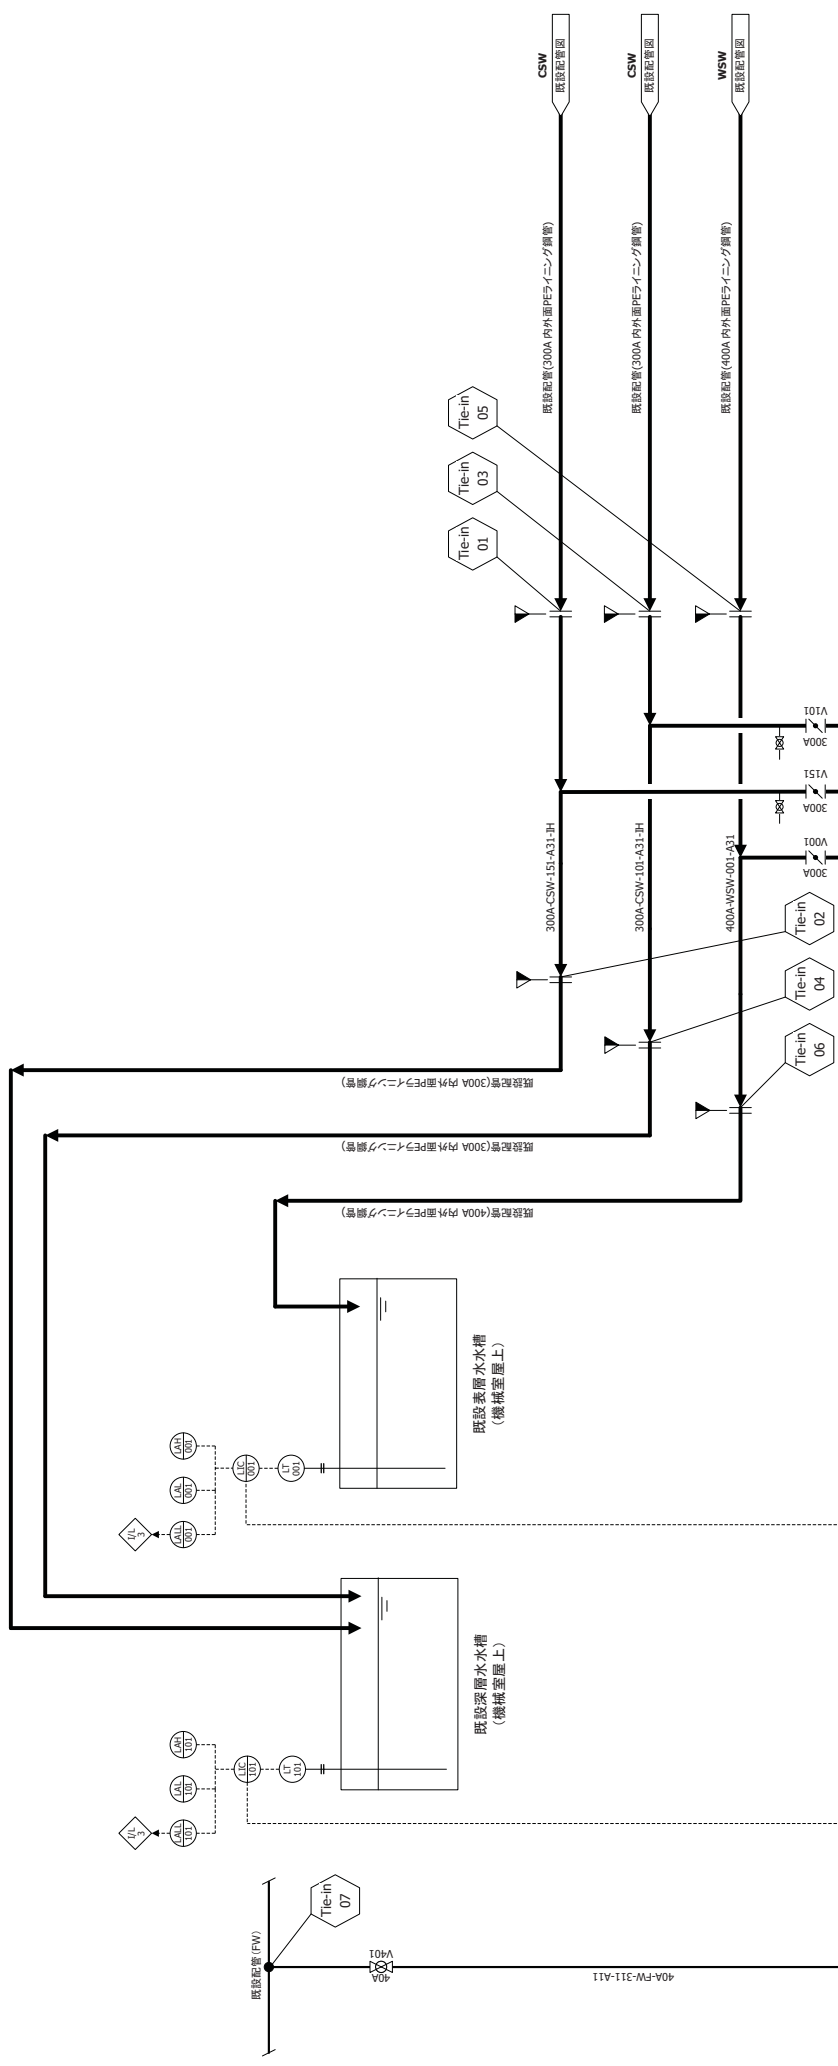 CSW
既設配管図
CSW
既設配管図
WSW
既設配管図
既設配管(300A 内外面PEライニング鋼管)
既設配管(300A 内外面PEライニング鋼管)
既設配管(400A 内外面PEライニング鋼管)
Tie-in
05
Tie-in
03
Tie-in
01
V101
300A
V151
300A
V001
300A
300A-CSW-151-A31-IH
300A-CSW-101-A31-IH
400A-WSW-001-A31
Tie-in
02
Tie-in
04
Tie-in
06
既設配管(300A 内外面PEライニング鋼管)
既設配管(300A 内外面PEライニング鋼管)
既設配管(400A 内外面PEライニング鋼管)
既設表層水水槽
(機械室屋上)
LAH
001
LAL
001
LALL
001
I/L
3
LIC
001
LT
001
既設深層水水槽
(機械室屋上)
LAH
101
LAL
101
LALL
101
I/L
3
LIC
101
LT
101
Tie-in
07
既設配管(FW)
V401
40A
40A-FW-311-A11